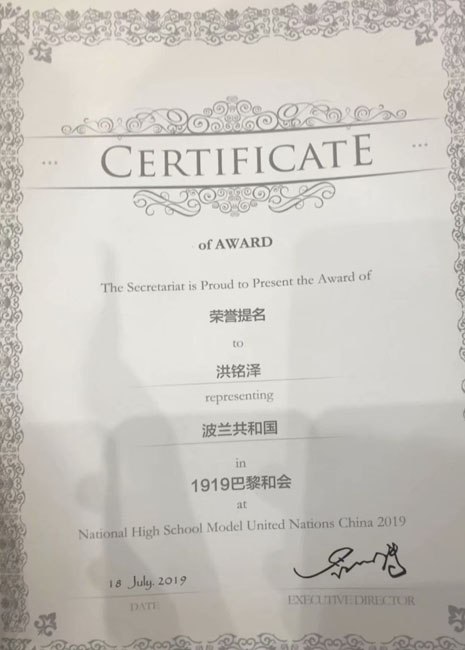 CERTIFICATE
of AWARD
The Secretariat is Proud to Present the Award of
荣誉提名
to
洪铭泽
representing
波兰共和国
in
1919巴黎和会
at
National High School Model United Nations China 2019
18 July, 2019
DATE
EXECUTIVE DIRECTOR